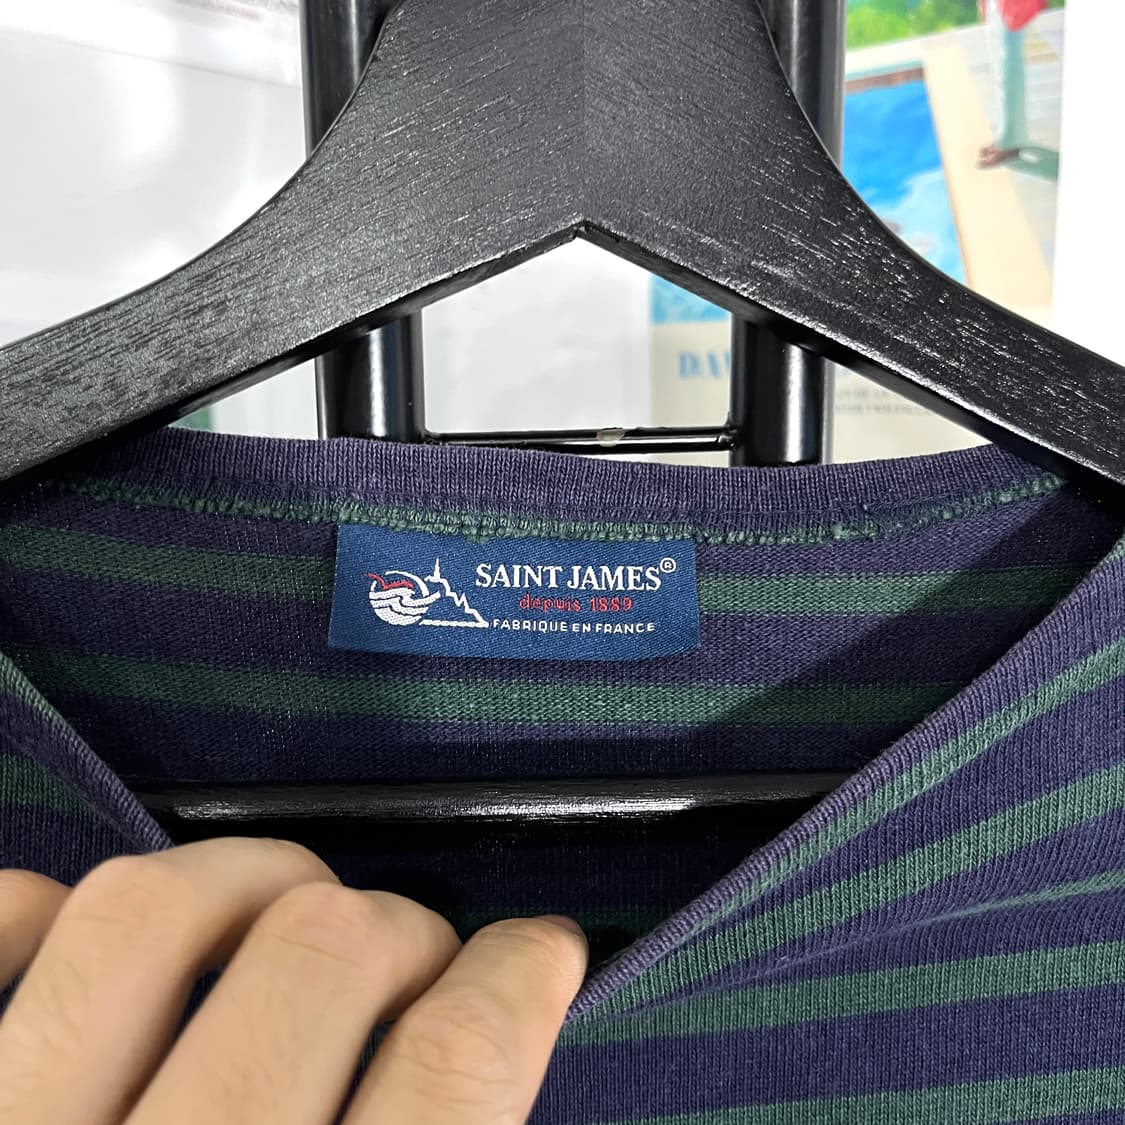 SAINT JAMES®
depuis 1889
FABRIQUE EN FRANCE